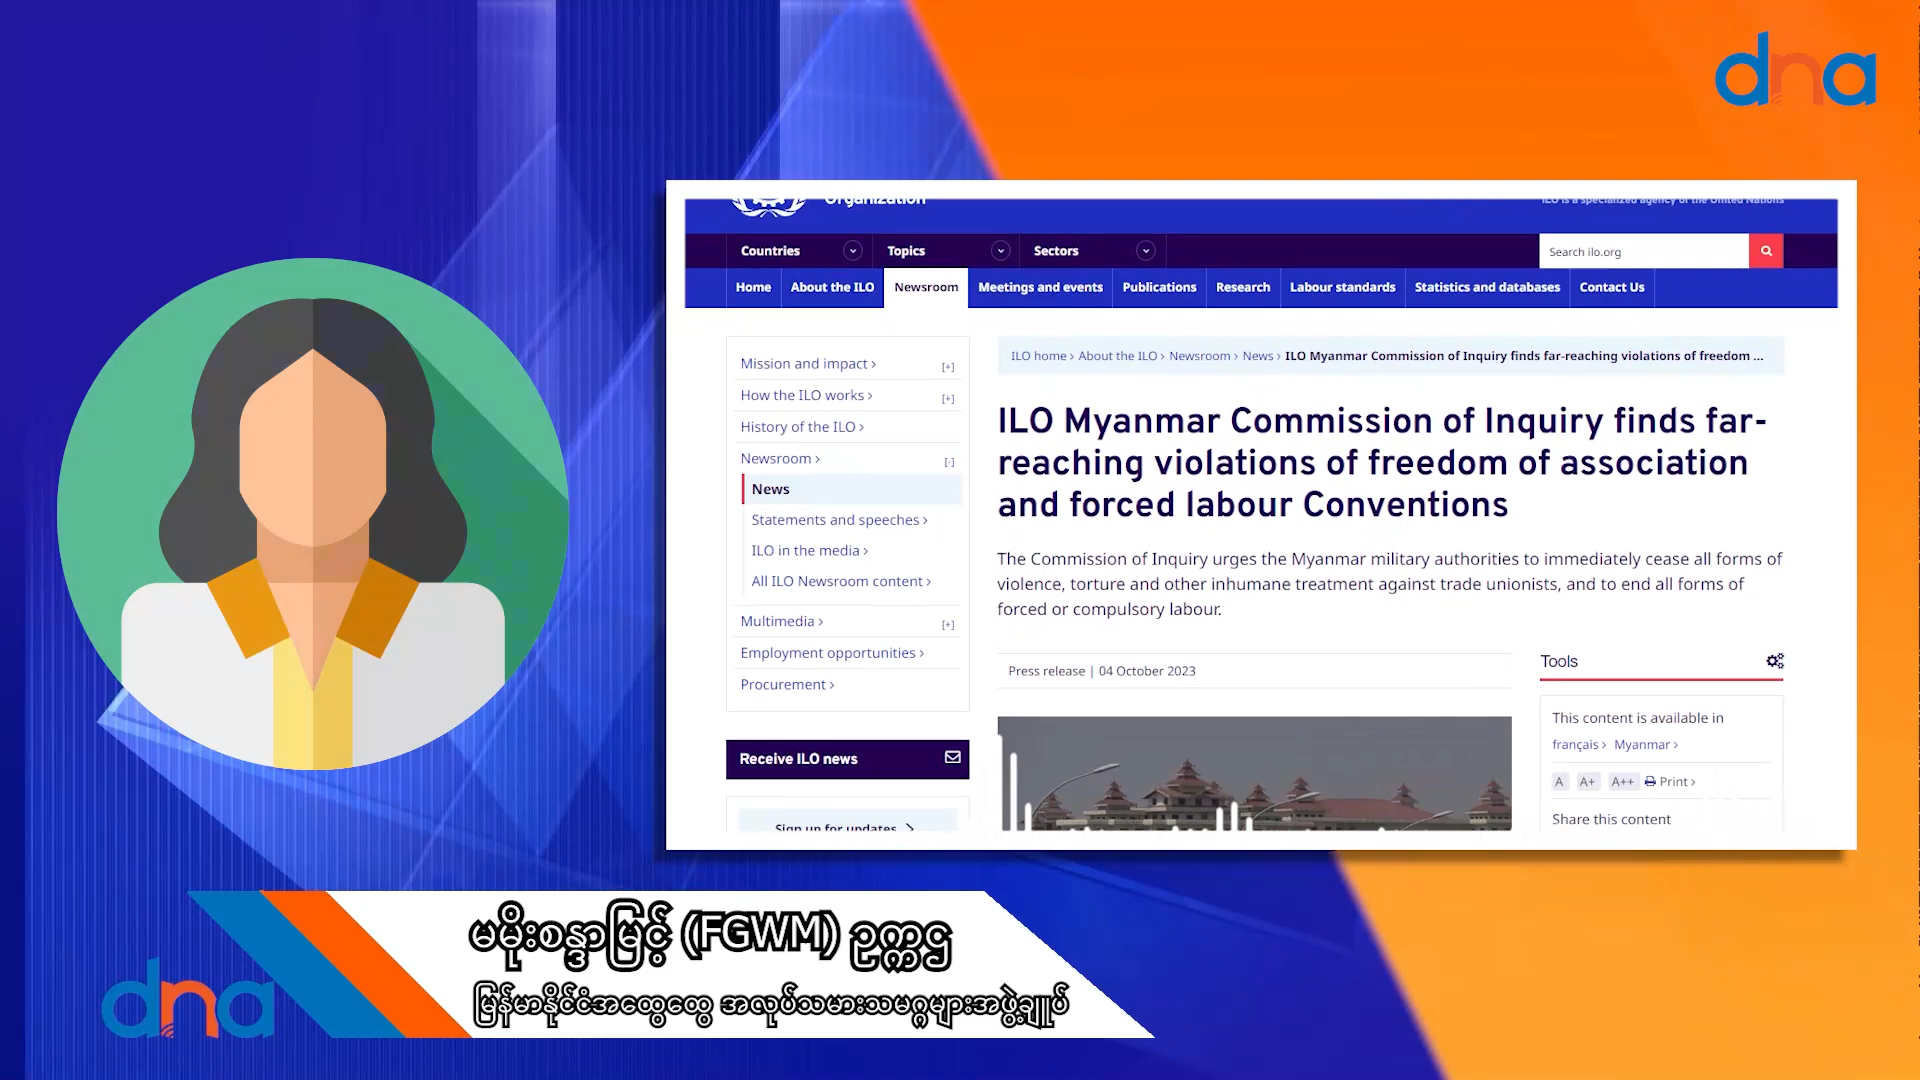 dna
Organization
ILO is a specialized agency of the United Nations
Countries
Topics
Sectors
Search ilo.org
Home
About the ILO
Newsroom
Meetings and events
Publications
Research
Labour standards
Statistics and databases
Contact Us
Mission and impact ›
[+]
How the ILO works ›
[+]
History of the ILO ›
Newsroom ›
[-]
News
Statements and speeches ›
ILO in the media ›
All ILO Newsroom content ›
Multimedia ›
[+]
Employment opportunities ›
Procurement ›
Receive ILO news
Sign up for updates
ILO home › About the ILO › Newsroom › News › ILO Myanmar Commission of Inquiry finds far-reaching violations of freedom ...
ILO Myanmar Commission of Inquiry finds far-
reaching violations of freedom of association
and forced labour Conventions
The Commission of Inquiry urges the Myanmar military authorities to immediately cease all forms of
violence, torture and other inhumane treatment against trade unionists, and to end all forms of
forced or compulsory labour.
Press release | 04 October 2023
Tools
This content is available in
français › Myanmar ›
A A+ A++ Print ›
Share this content
မမိုးစန္ဒာမြင့် (FGWM) ဥက္ကဌ
မြန်မာနိုင်ငံအထွေထွေ အလုပ်သမားသမဂ္ဂများအဖွဲ့ချျုပ်
dna